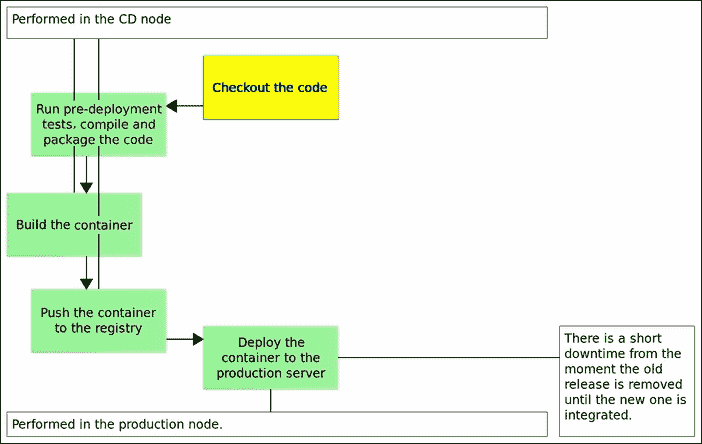 Performed in the CD node
Checkout the code
Run pre-deployment
tests, compile and
package the code
Build the container
Push the container
to the registry
Deploy the
container to the
production server
There is a short
downtime from the
moment the old
release is removed
until the new one is
integrated.
Performed in the production node.